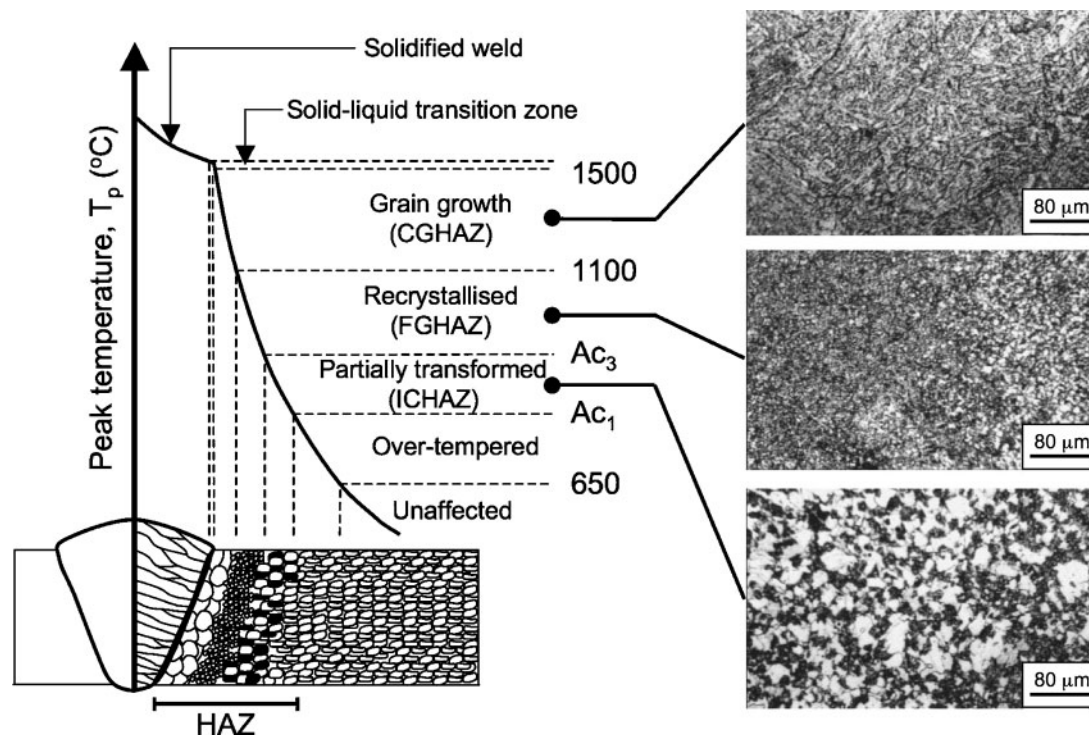 Solidified weld
Solid-liquid transition zone
Peak temperature, Tₚ (°C)
1500
Grain growth
(CGHAZ)
1100
Recrystallised
(FGHAZ)
Ac₃
Partially transformed
(ICHAZ)
Ac₁
Over-tempered
650
Unaffected
HAZ
80 μm
80 μm
80 μm